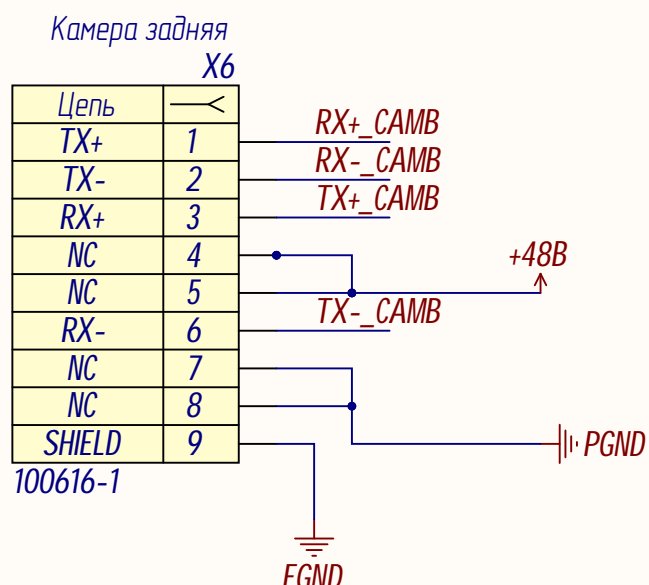 Камера задняя
X6
Цепь
TX+ 1 RX+_CAMB
TX- 2 RX-_CAMB
RX+ 3 TX+_CAMB
NC 4
NC 5 +48В
RX- 6 TX-_CAMB
NC 7
NC 8
PGND
SHIELD 9
100616-1
EGND